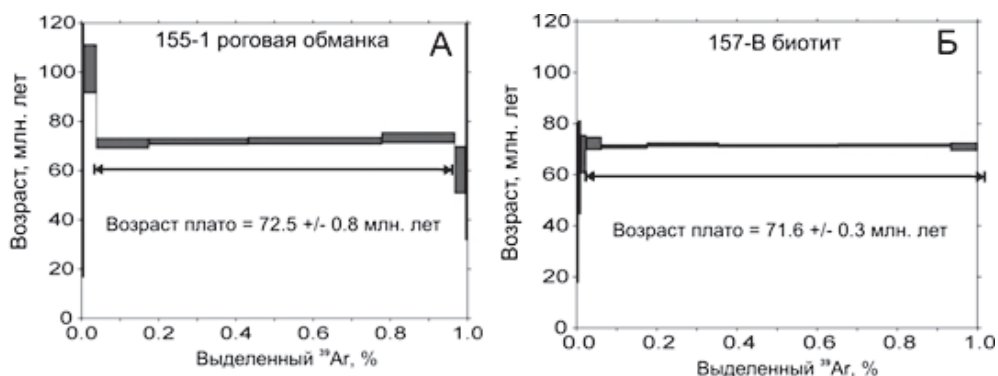 155-1 роговая обманка
А
Возраст, млн. лет
120
100
80
60
40
20
0
Возраст плато = 72.5 +/- 0.8 млн. лет
0.0 0.2 0.4 0.6 0.8 1.0
Выделенный ³⁹Ar, %
157-В биотит
Б
Возраст, млн. лет
120
100
80
60
40
20
0
Возраст плато = 71.6 +/- 0.3 млн. лет
0.0 0.2 0.4 0.6 0.8 1.0
Выделенный ³⁹Ar, %